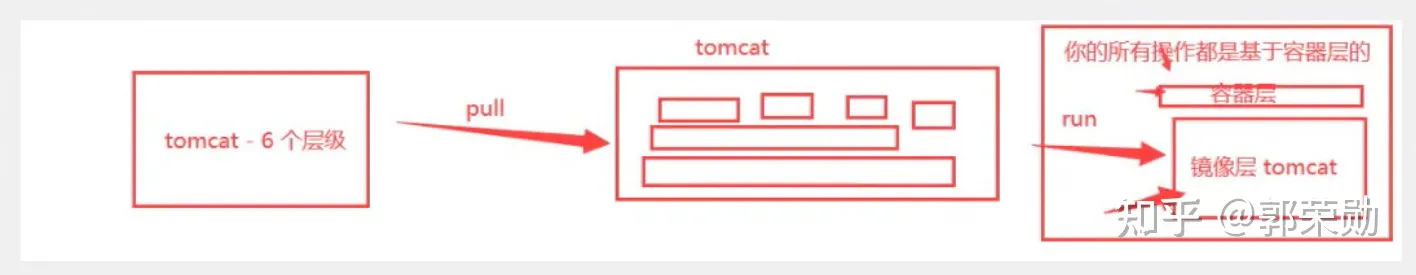 tomcat - 6 个层级
pull
tomcat
run
你的所有操作都是基于容器层的
容器层
镜像层 tomcat
知乎 @郭荣勋